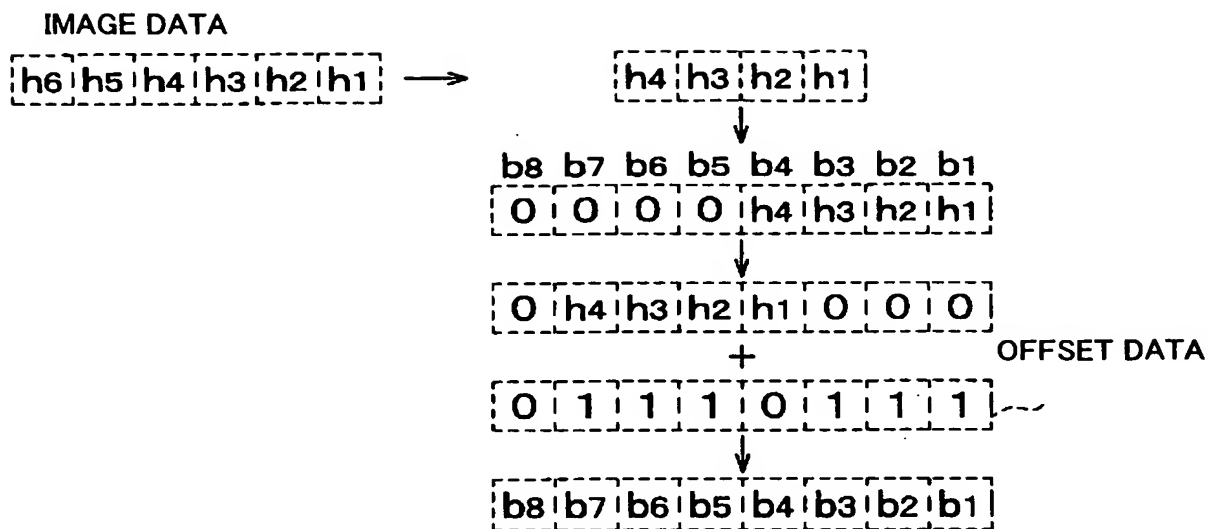 IMAGE DATA
h6 h5 h4 h3 h2 h1
h4 h3 h2 h1
b8 b7 b6 b5 b4 b3 b2 b1
0 0 0 0 h4 h3 h2 h1
0 h4 h3 h2 h1 0 0 0
+
OFFSET DATA
0 1 1 1 0 1 1 1
b8 b7 b6 b5 b4 b3 b2 b1